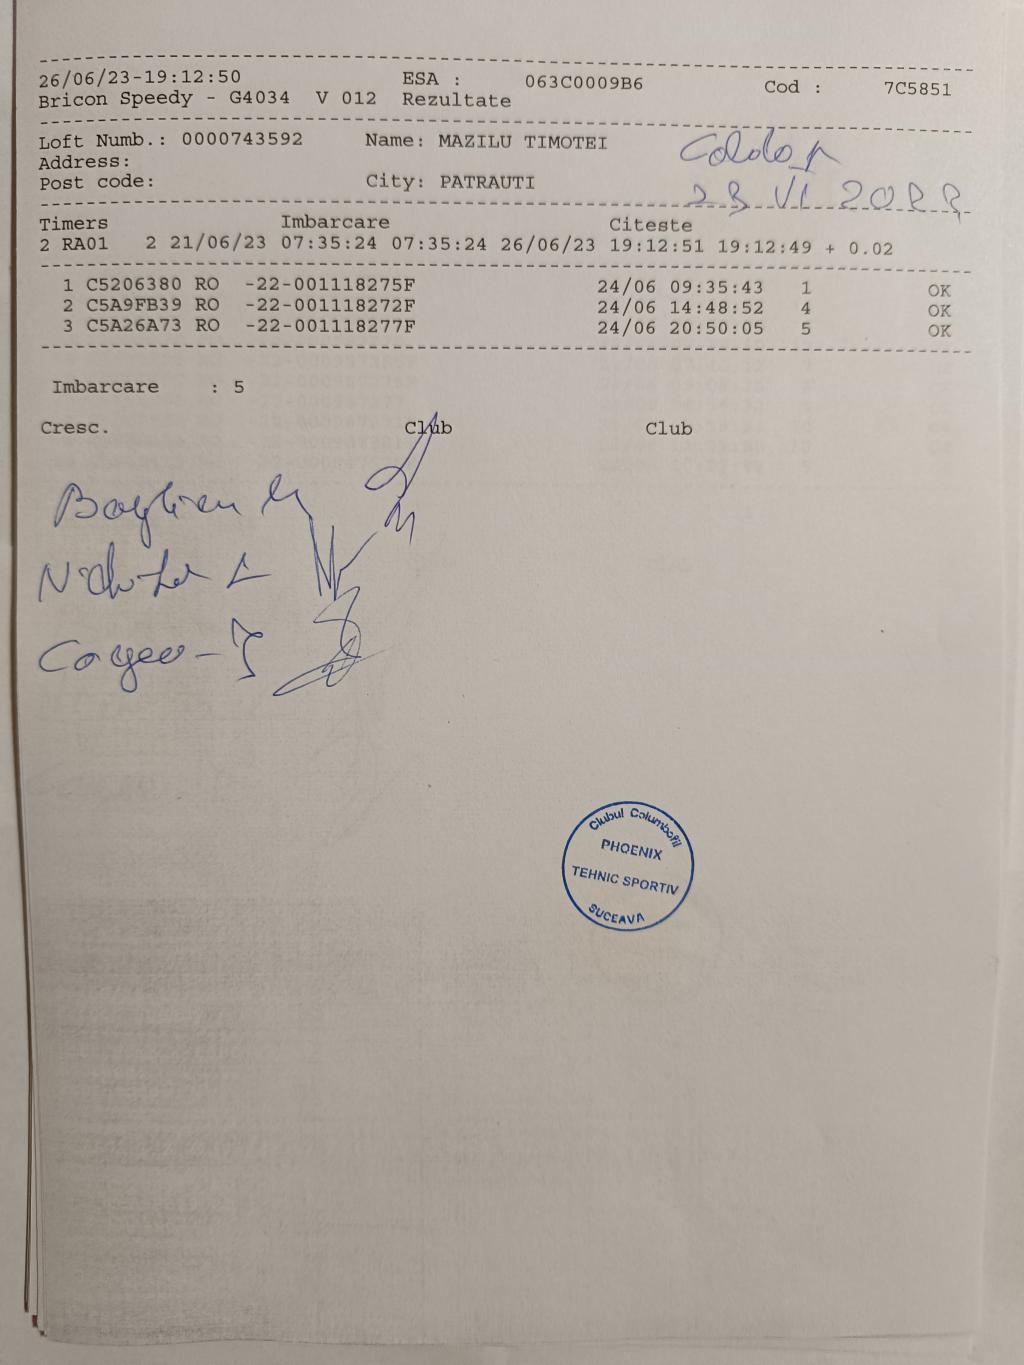 26/06/23-19:12:50 ESA : 063C0009B6 Cod : 7C5851
Bricon Speedy - G4034 V 012 Rezultate
Loft Numb.: 0000743592 Name: MAZILU TIMOTEI
Address:
Post code: City: PATRAUTI
23 VI 2023
Timers Imbarcare Citeste
2 RA01 2 21/06/23 07:35:24 07:35:24 26/06/23 19:12:51 19:12:49 + 0.02
1 C5206380 RO -22-001118275F 24/06 09:35:43 1 OK
2 C5A9FB39 RO -22-001118272F 24/06 14:48:52 4 OK
3 C5A26A73 RO -22-001118277F 24/06 20:50:05 5 OK
Imbarcare : 5
Cresc. Club Club
Clubul Columbofil
PHOENIX
TEHNIC SPORTIV
SUCEAVA